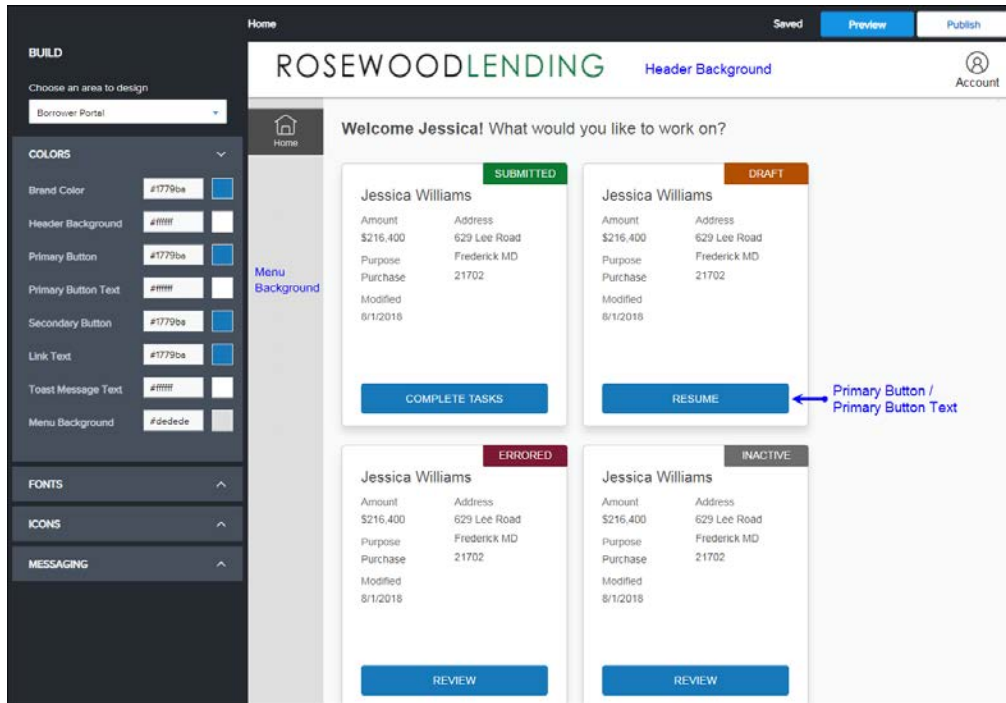 Home
Saved
Preview
Publish
BUILD
Choose an area to design
Borrower Portal
COLORS
Brand Color
#1779ba
Header Background
#ffffff
Primary Button
#1779ba
Primary Button Text
#ffffff
Secondary Button
#1779ba
Link Text
#1779ba
Toast Message Text
#ffffff
Menu Background
#dedede
FONTS
ICONS
MESSAGING
ROSEWOODLENDING
Header Background
Account
Home
Menu
Background
Welcome Jessica! What would you like to work on?
SUBMITTED
Jessica Williams
Amount
$216,400
Purpose
Purchase
Modified
8/1/2018
Address
629 Lee Road
Frederick MD
21702
COMPLETE TASKS
DRAFT
Jessica Williams
Amount
$216,400
Purpose
Purchase
Modified
8/1/2018
Address
629 Lee Road
Frederick MD
21702
RESUME
Primary Button /
Primary Button Text
ERRORED
Jessica Williams
Amount
$216,400
Purpose
Purchase
Modified
8/1/2018
Address
629 Lee Road
Frederick MD
21702
REVIEW
INACTIVE
Jessica Williams
Amount
$216,400
Purpose
Purchase
Modified
8/1/2018
Address
629 Lee Road
Frederick MD
21702
REVIEW